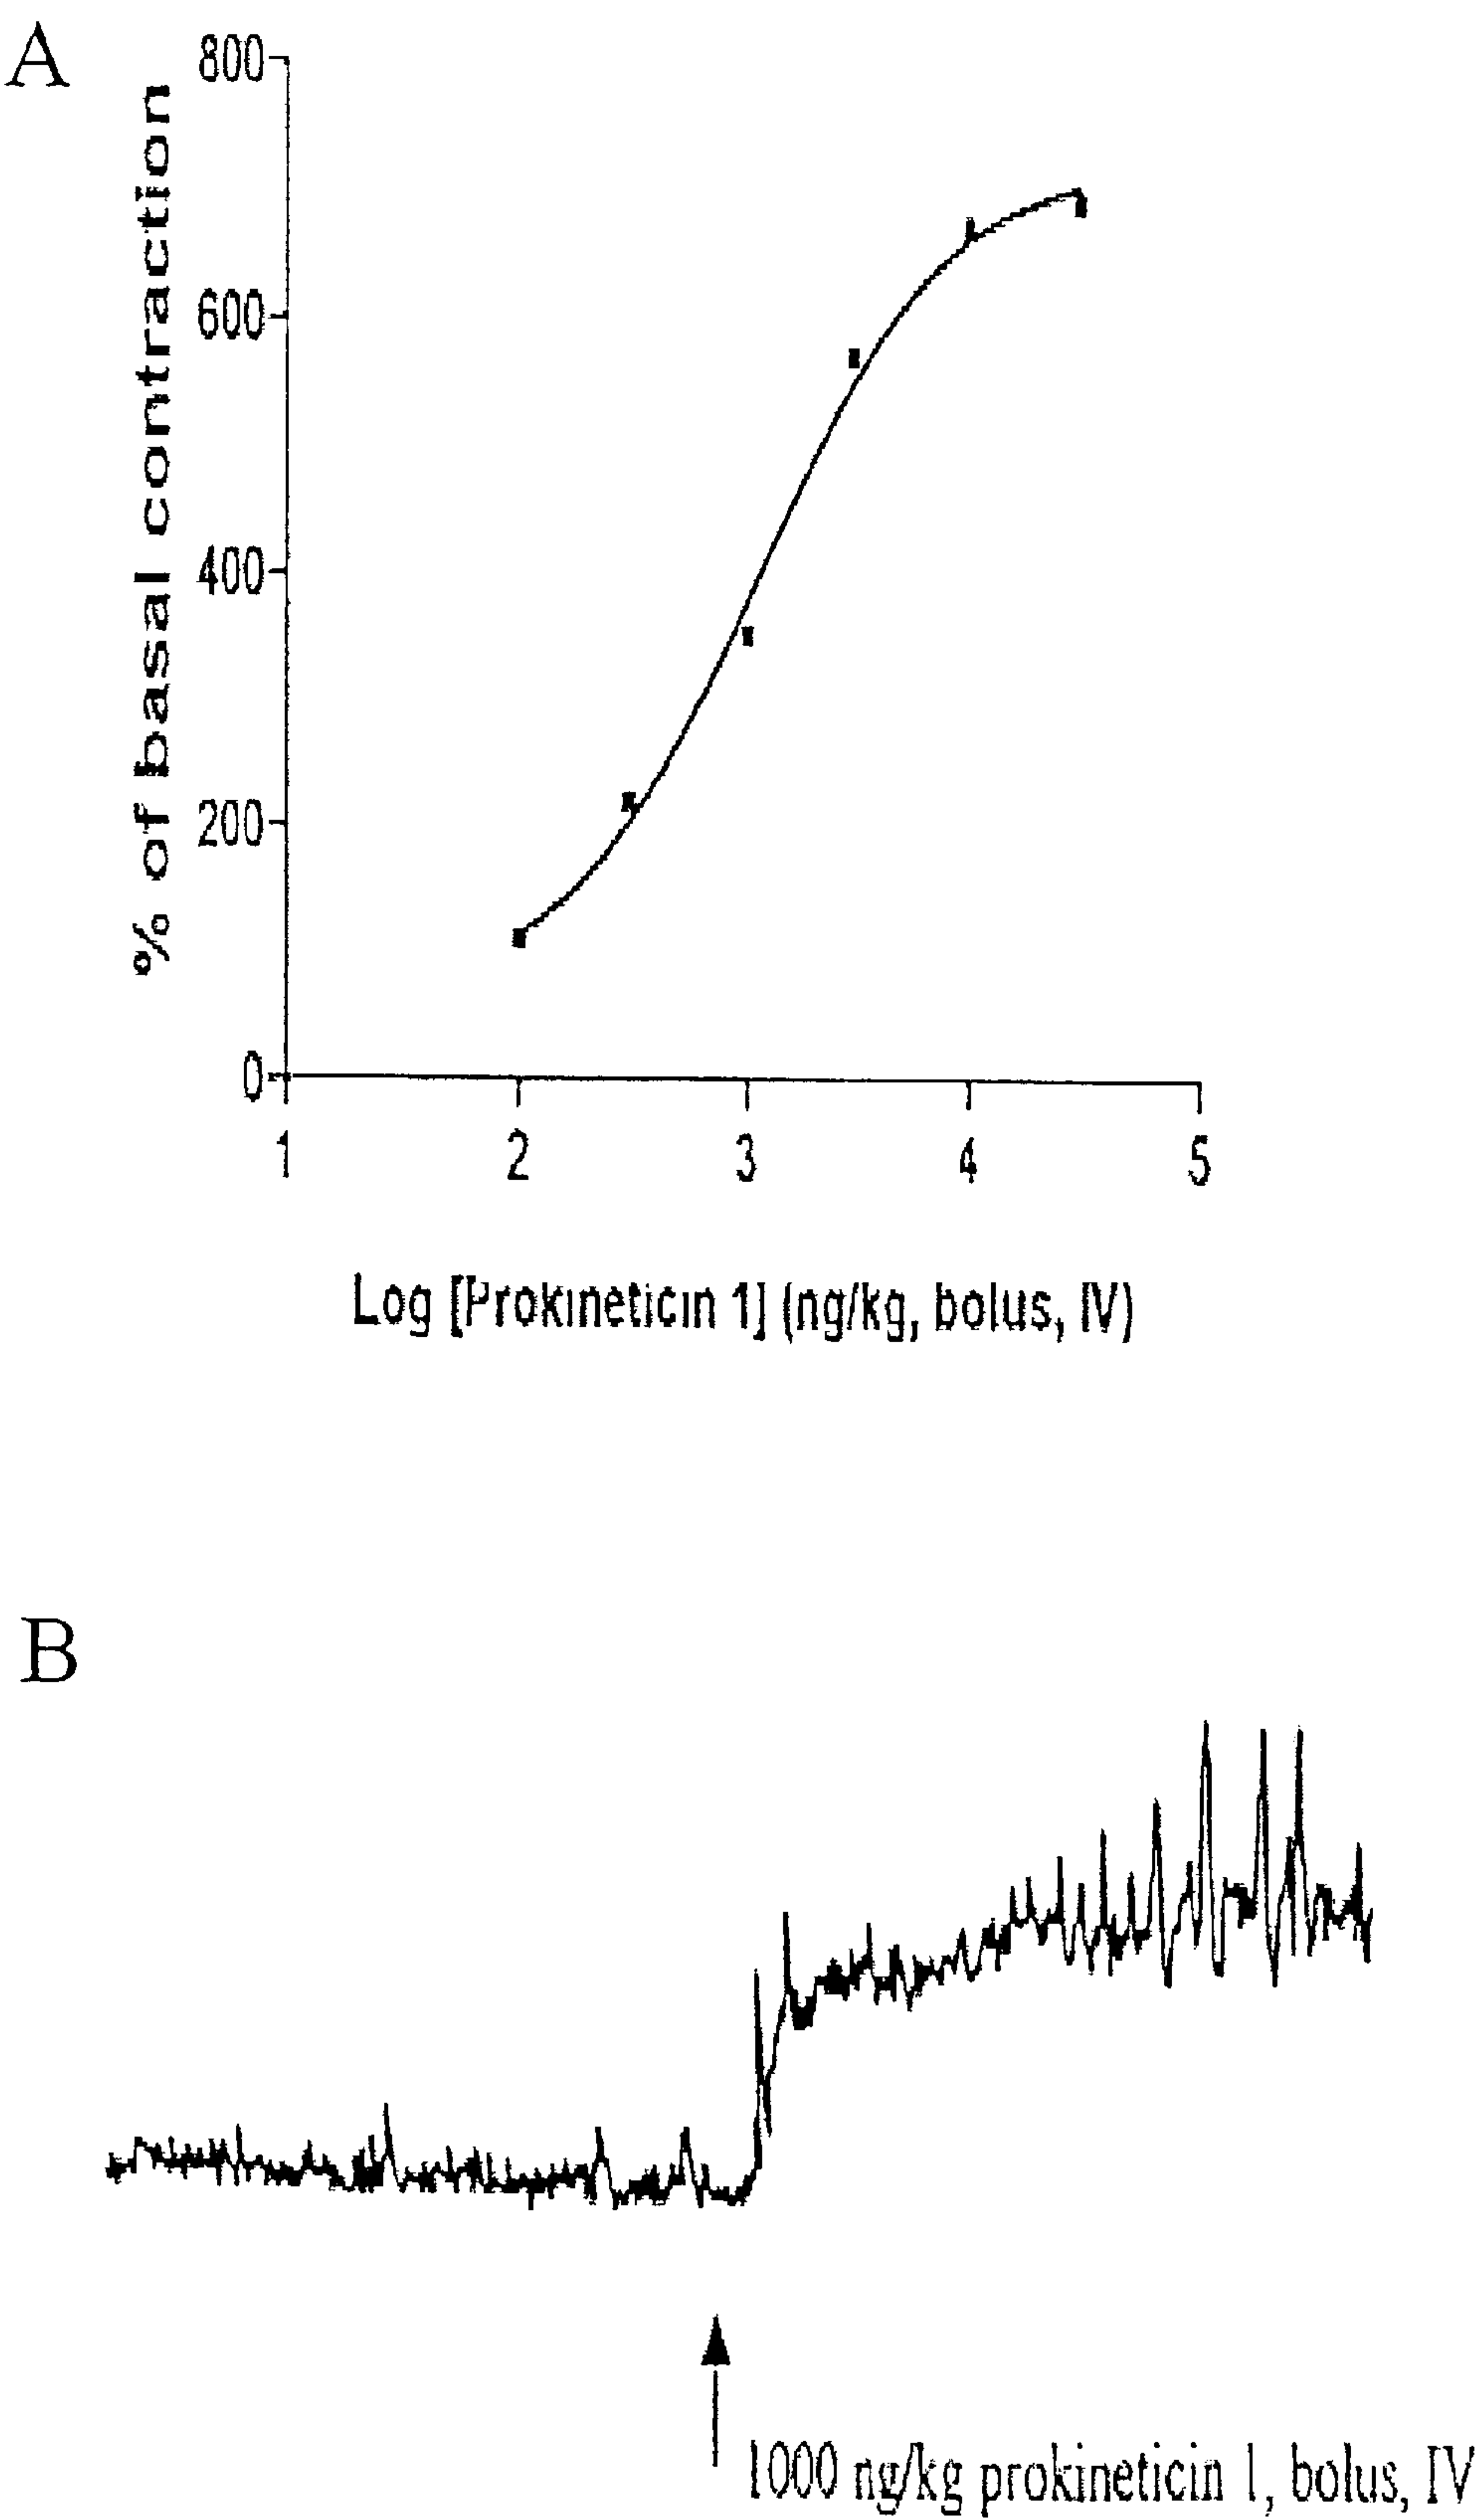 A
% of basal contraction
800
600
400
200
0
1 2 3 4 5
Log [Prokineticin 1] (ng/kg, bolus, IV)
B
1000 ng/kg prokineticin 1, bolus, IV